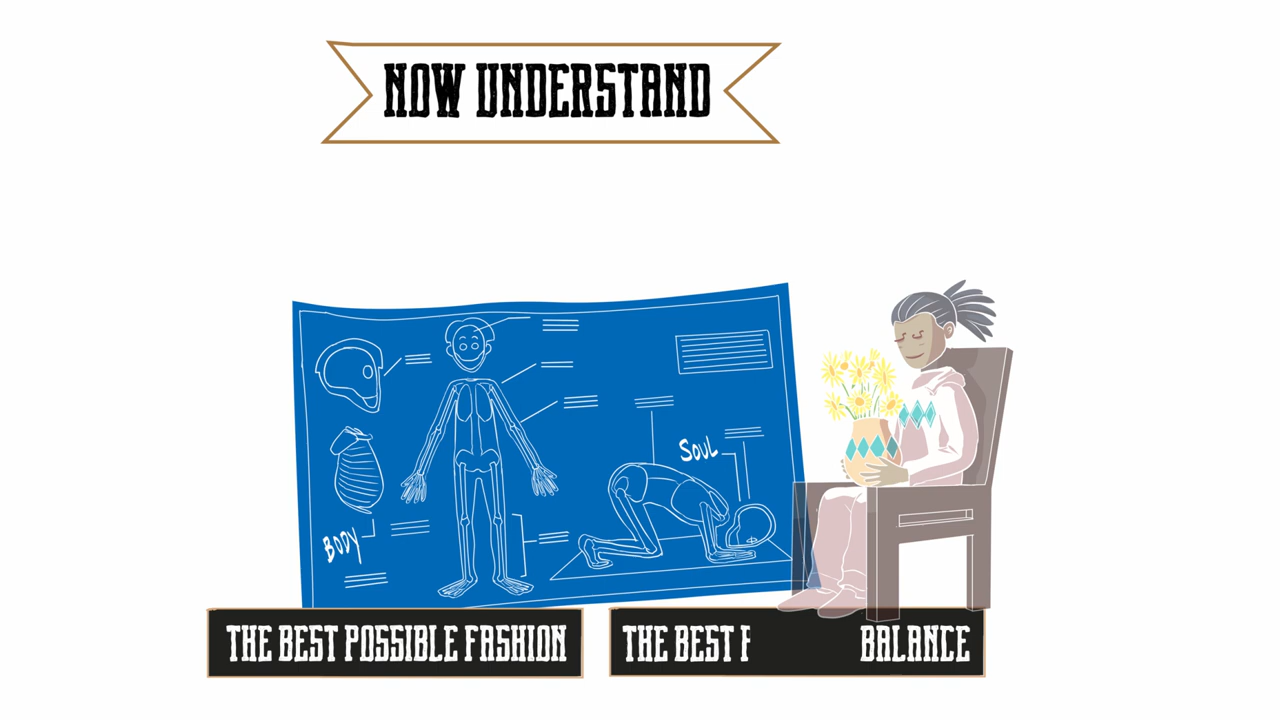 NOW UNDERSTAND
SOUL
BODY
THE BEST POSSIBLE FASHION
THE BEST BALANCE